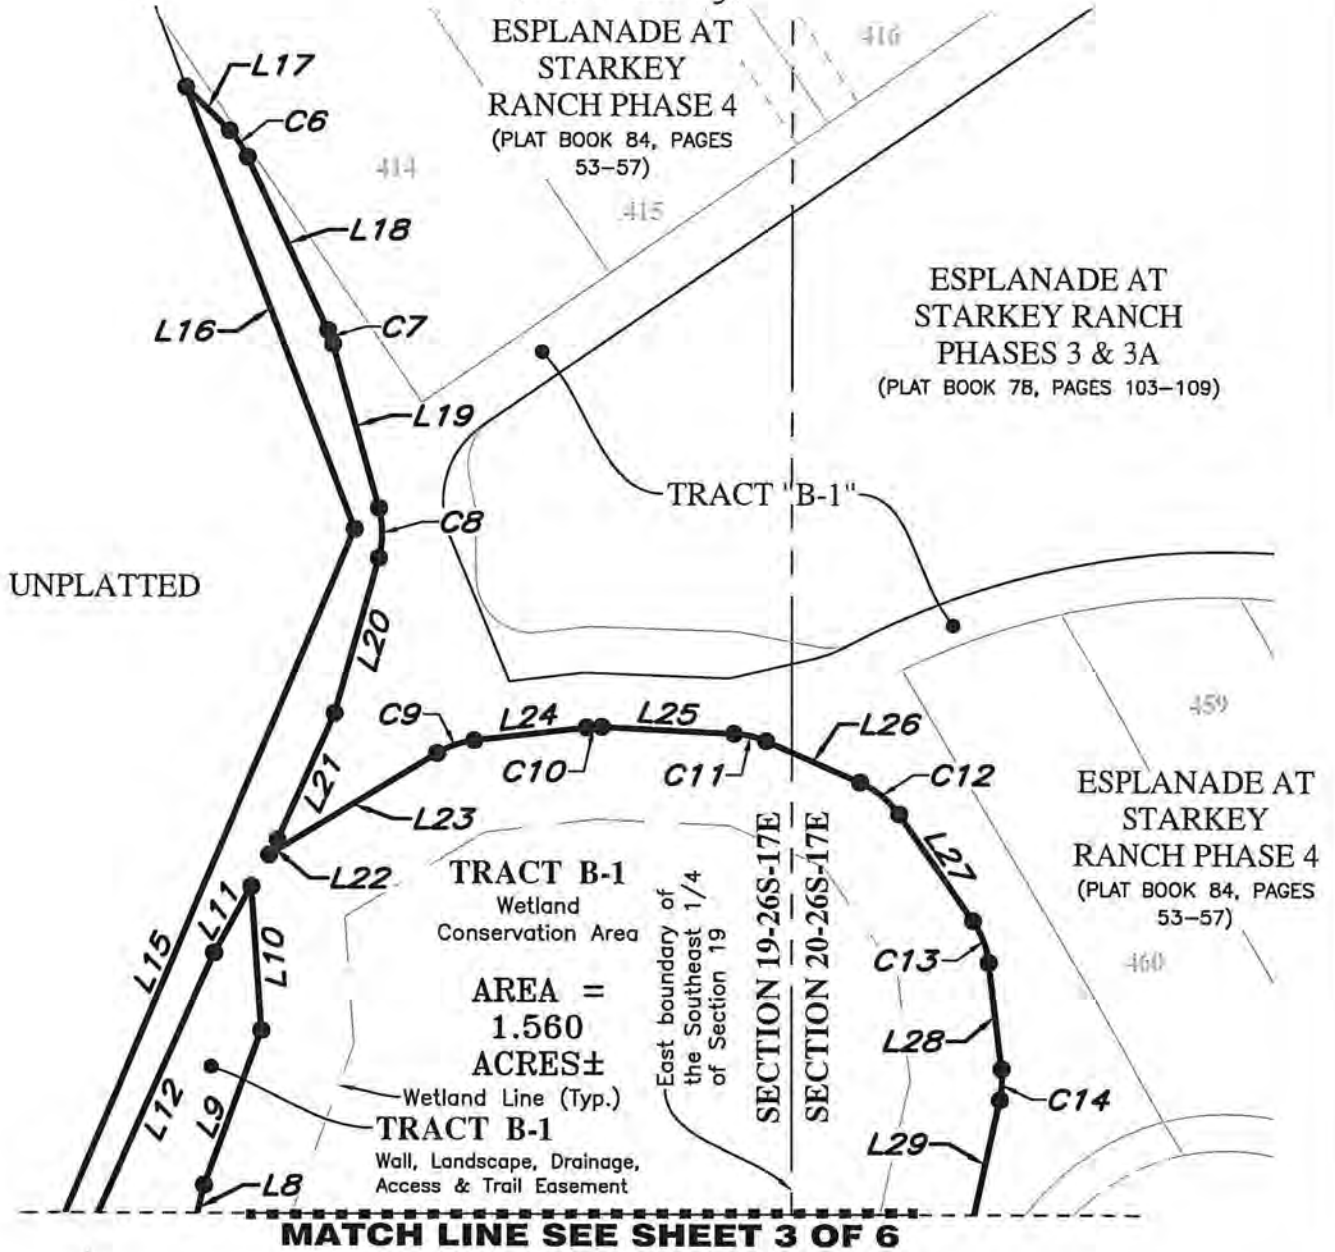 ESPLANADE AT
STARKEY
RANCH PHASE 4
(PLAT BOOK 84, PAGES
53-57)
416
L17
C6
414
415
L18
L16
C7
ESPLANADE AT
STARKEY RANCH
PHASES 3 & 3A
(PLAT BOOK 78, PAGES 103-109)
L19
TRACT "B-1"
C8
UNPLATTED
L20
C9
L24
L25
L26
C10
C11
C12
459
L21
L23
L27
ESPLANADE AT
STARKEY
RANCH PHASE 4
(PLAT BOOK 84, PAGES
53-57)
L22
TRACT B-1
Wetland
Conservation Area
L11
L10
L15
AREA =
1.560
ACRES±
East boundary of
the Southeast 1/4
of Section 19
SECTION 19-26S-17E
SECTION 20-26S-17E
C13
460
L28
Wetland Line (Typ.)
C14
L12
L9
TRACT B-1
Wall, Landscape, Drainage,
Access & Trail Easement
L29
L8
MATCH LINE SEE SHEET 3 OF 6